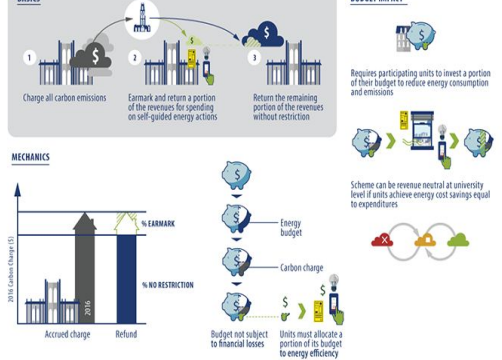 BASICS
BUDGET IMPACT
1
2
3
$
Charge all carbon emissions
Earmark and return a portion
of the revenues for spending
on self-guided energy actions
Return the remaining
portion of the revenues
without restriction
Requires participating units to invest a portion
of their budget to reduce energy consumption
and emissions
Scheme can be revenue neutral at university
level if units achieve energy cost savings equal
to expenditures
MECHANICS
2016 Carbon Charge ($)
2016
% EARMARK
% NO RESTRICTION
Accrued charge
Refund
Energy
budget
Carbon charge
Budget not subject
to financial losses
Units must allocate a
portion of its budget
to energy efficiency